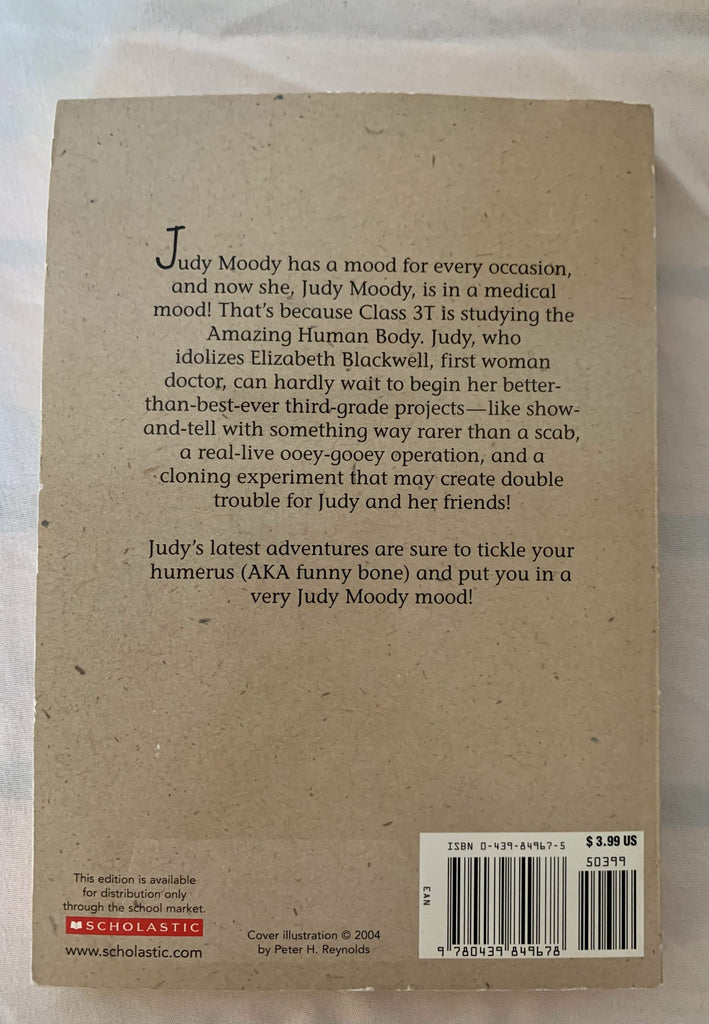 Judy Moody has a mood for every occasion,
and now she, Judy Moody, is in a medical
mood! That's because Class 3T is studying the
Amazing Human Body. Judy, who
idolizes Elizabeth Blackwell, first woman
doctor, can hardly wait to begin her better-
than-best-ever third-grade projects—like show-
and-tell with something way rarer than a scab,
a real-live ooey-gooey operation, and a
cloning experiment that may create double
trouble for Judy and her friends!
Judy's latest adventures are sure to tickle your
humerus (AKA funny bone) and put you in a
very Judy Moody mood!
This edition is available
for distribution only
through the school market.
SCHOLASTIC
www.scholastic.com
Cover illustration © 2004
by Peter H. Reynolds
ISBN 0-439-84967-5
$ 3.99 US
50399
EAN
9 780439 849678